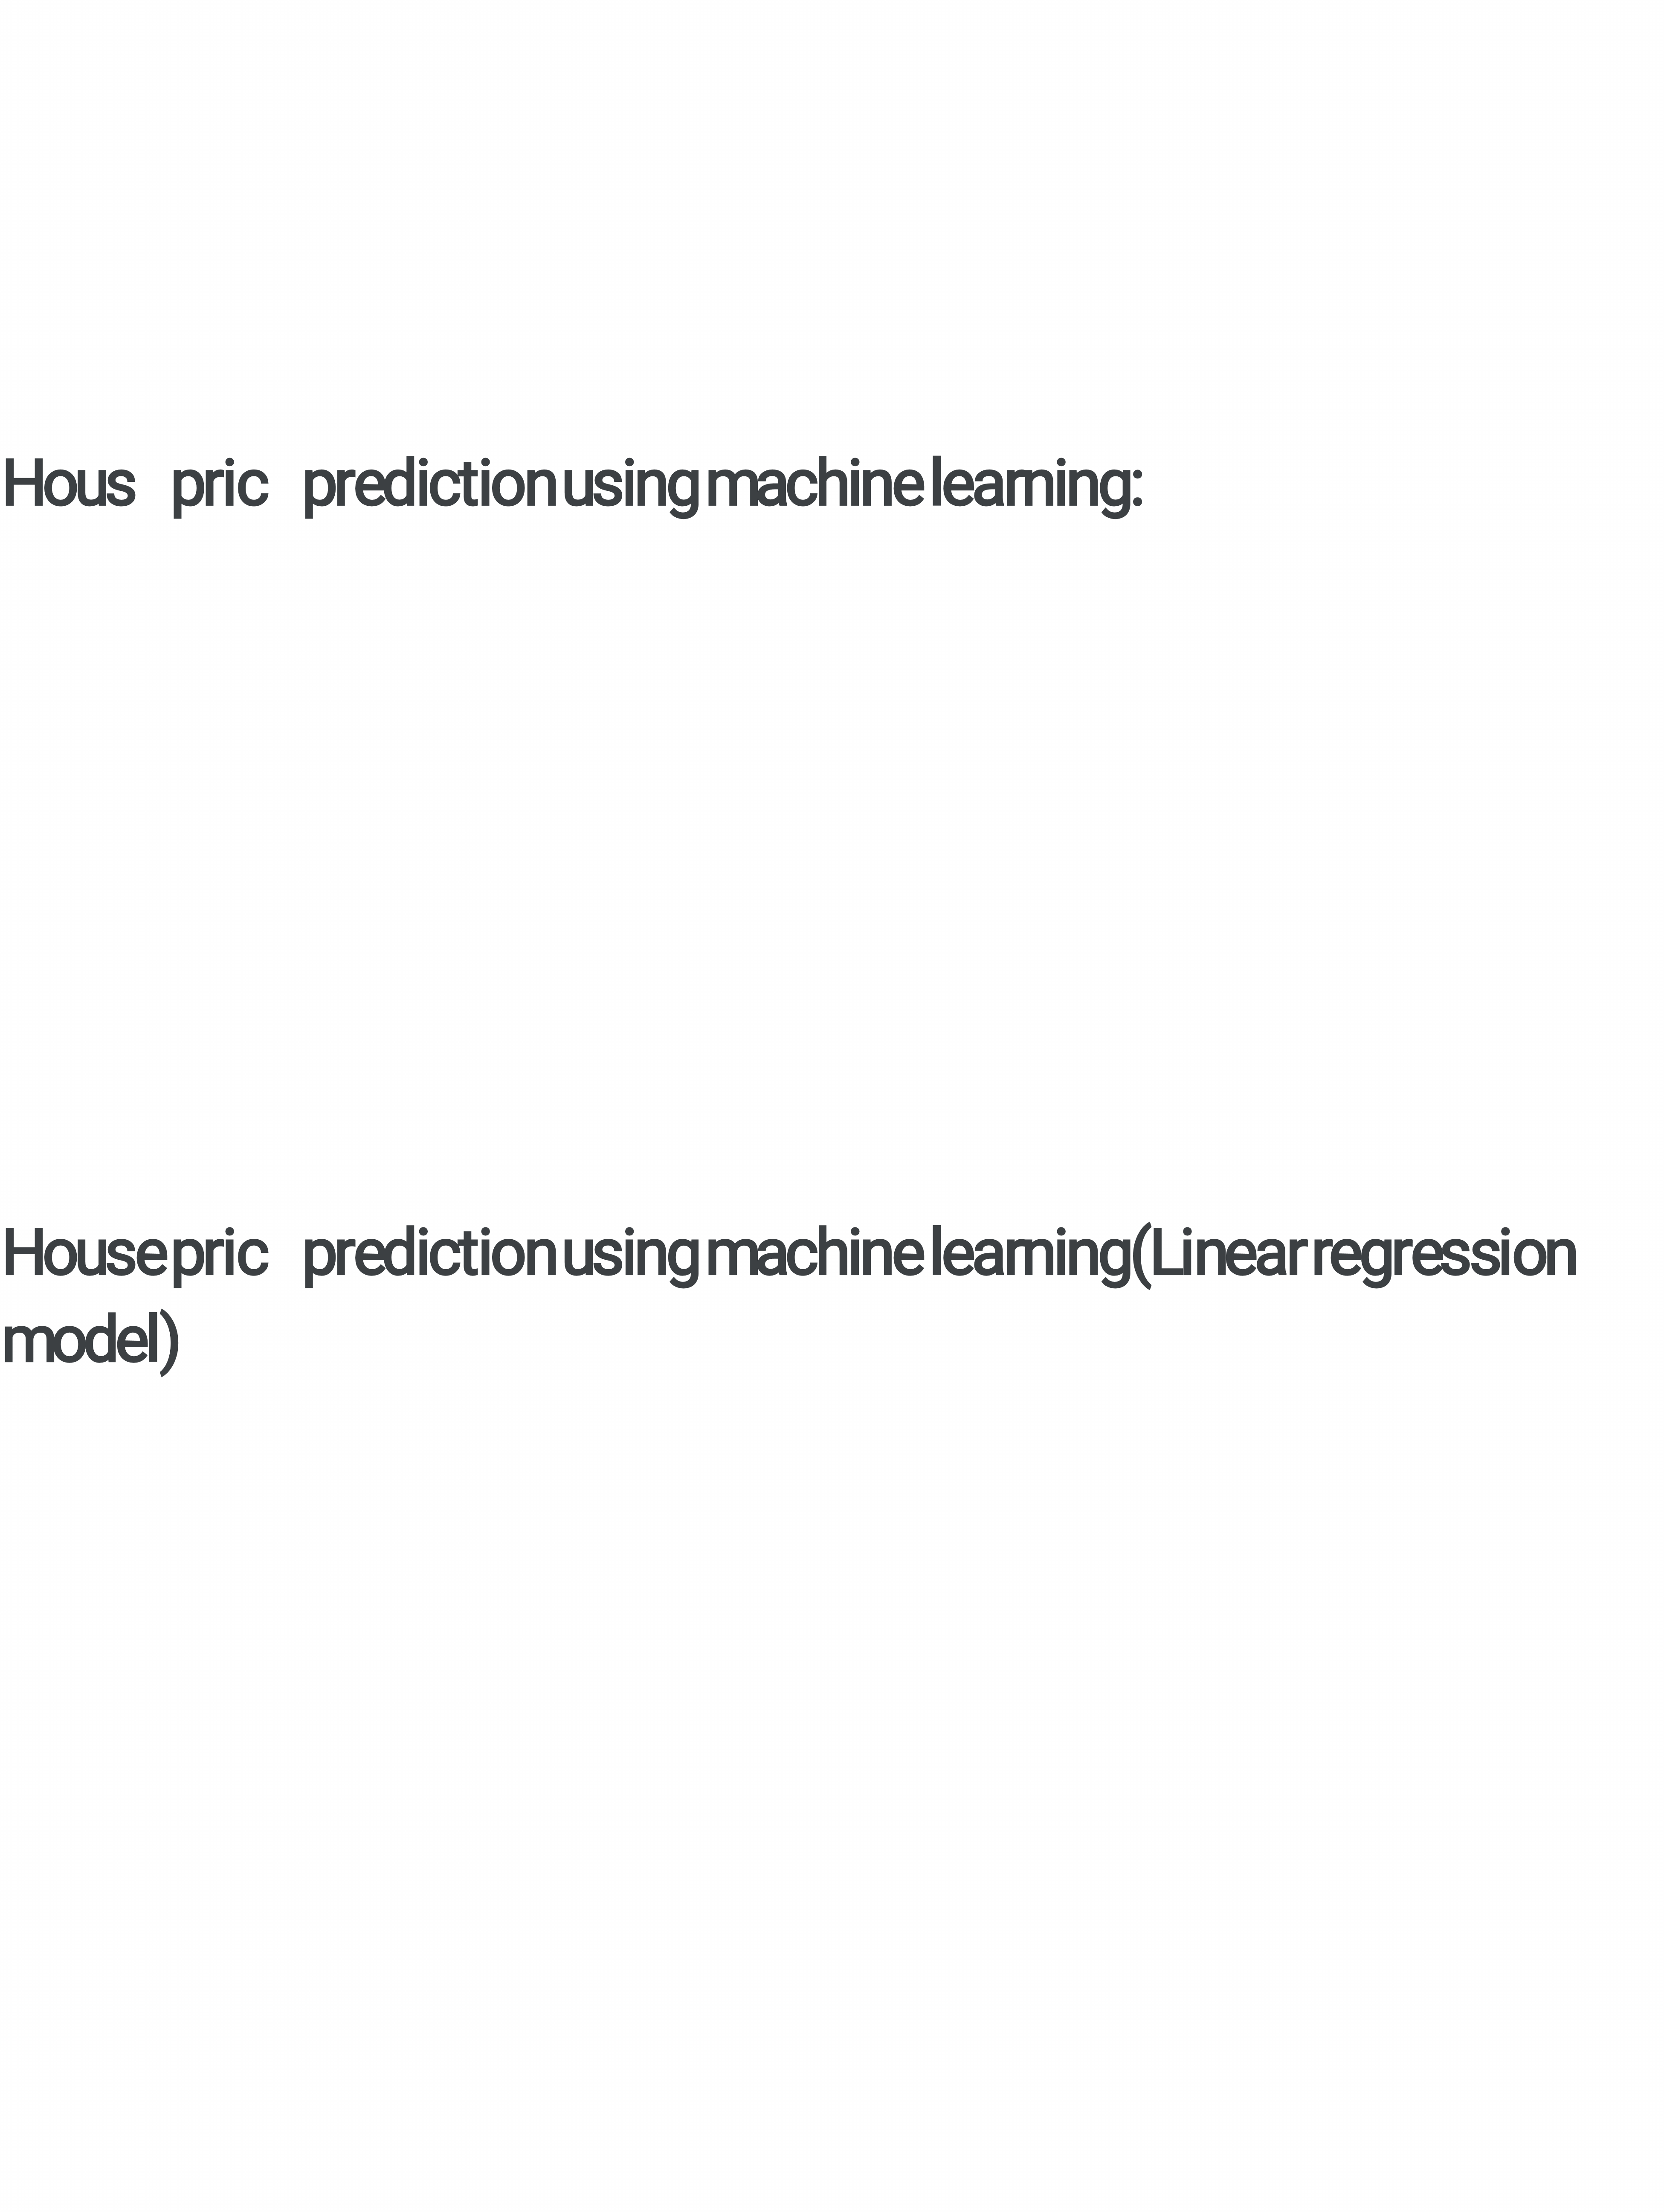 Hous pric prediction using machine learning:
House pric prediction using machine learning(Linear regression
model)